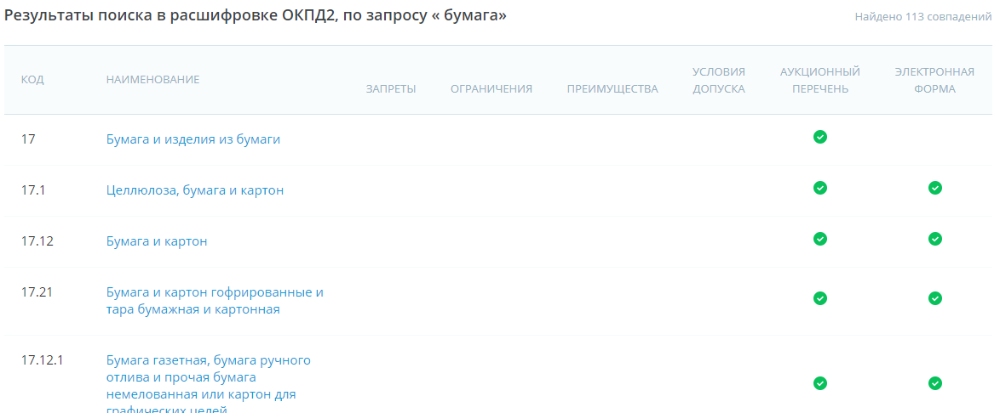 Результаты поиска в расшифровке ОКПД2, по запросу « бумага»
Найдено 113 совпадений
КОД
НАИМЕНОВАНИЕ
ЗАПРЕТЫ
ОГРАНИЧЕНИЯ
ПРЕИМУЩЕСТВА
УСЛОВИЯ
ДОПУСКА
АУКЦИОННЫЙ
ПЕРЕЧЕНЬ
ЭЛЕКТРОННАЯ
ФОРМА
17
Бумага и изделия из бумаги
17.1
Целлюлоза, бумага и картон
17.12
Бумага и картон
17.21
Бумага и картон гофрированные и
тара бумажная и картонная
17.12.1
Бумага газетная, бумага ручного
отлива и прочая бумага
немелованная или картон для
графических целей